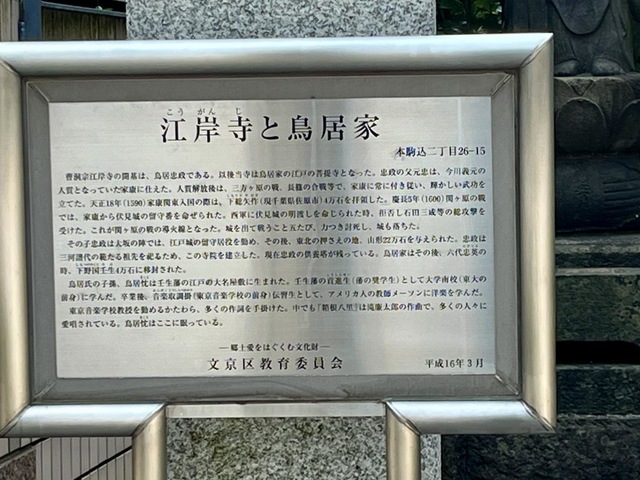 こうがんじ
江岸寺と鳥居家
本駒込二丁目26-15
曹洞宗江岸寺の開基は、鳥居忠政である。以後当寺は鳥居家の江戸の菩提寺となった。忠政の父元忠は、今川義元の
人質となっていた家康に仕えた。人質解放後は、三方ヶ原の戦、長篠の合戦等で、家康に常に付き従い、輝かしい武功を
立てた。天正18年(1590)家康関東入国の際は、下総矢作(現千葉県佐原市)4万石を拝領した。慶長5年(1600)関ヶ原の戦
では、家康から伏見城の留守番を命ぜられた。西軍に伏見城の明渡しを命じられた時、拒否し石田三成等の総攻撃を
受けた。これが関ヶ原の戦の導火線となった。城を出て戦うこと五たび、力つき討死し、城も落ちた。
その子忠政は大坂の陣では、江戸城の留守居役を勤め、その後、東北の押さえの地、山形22万石を与えられた。忠政は
三河譜代の範たる祖先を祀るため、この寺院を建立した。現在忠政の供養塔が残っている。鳥居家はその後、六代忠英の
時、下野国壬生4万石に移封された。
鳥居氏の子孫、鳥居忱は壬生藩の江戸の大名屋敷に生まれた。壬生藩の貢進生(藩の奨学生)として大学南校(東大の
前身)に学んだ。卒業後、音楽取調掛(東京音楽学校の前身)伝習生として、アメリカ人の教師メーソンに洋楽を学んだ。
東京音楽学校教授を勤めるかたわら、多くの作詞を手掛けた。中でも『箱根八里』は滝廉太郎の作曲で、多くの人々に
愛唱されている。鳥居忱はここに眠っている。
―郷土愛をはぐくむ文化財―
文京区教育委員会
平成16年3月